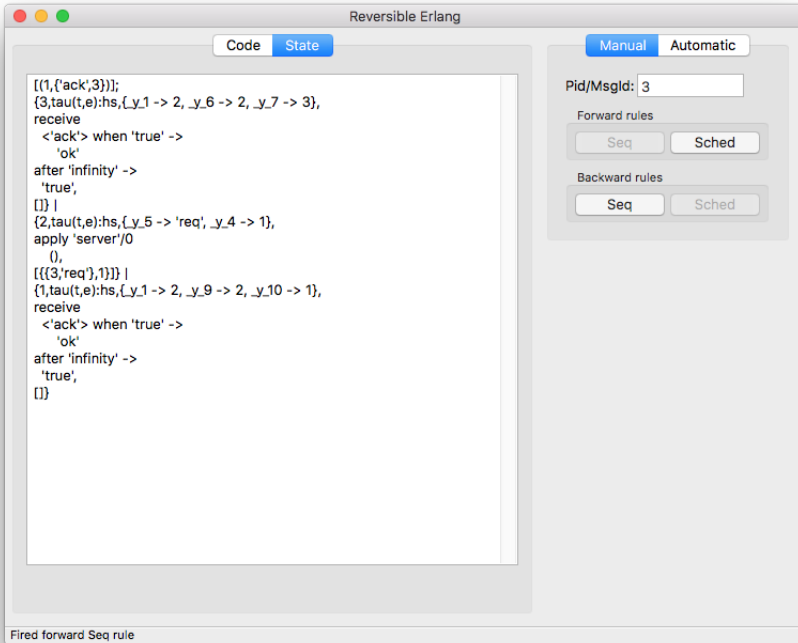 Reversible Erlang
Code State
[(1,{'ack',3})];
{3,tau(t,e):hs,{_y_1 -> 2, _y_6 -> 2, _y_7 -> 3},
receive
<'ack'> when 'true' ->
'ok'
after 'infinity' ->
'true',
[]} |
{2,tau(t,e):hs,{_y_5 -> 'req', _y_4 -> 1},
apply 'server'/0
(),
[{{3,'req'},1}]} |
{1,tau(t,e):hs,{_y_1 -> 2, _y_9 -> 2, _y_10 -> 1},
receive
<'ack'> when 'true' ->
'ok'
after 'infinity' ->
'true',
[]}
Manual Automatic
Pid/MsgId: 3
Forward rules
Seq Sched
Backward rules
Seq Sched
Fired forward Seq rule